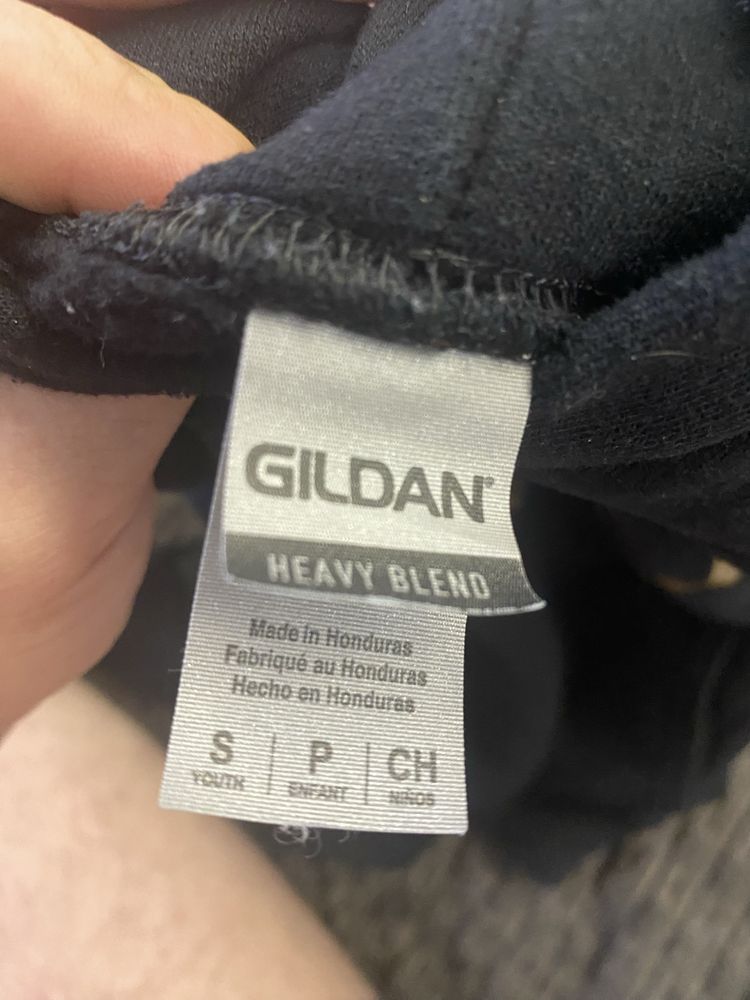 GILDAN
HEAVY BLEND
Made in Honduras
Fabriqué au Honduras
Hecho en Honduras
S | P | CH
YOUTH | ENFANT | NIÑOS